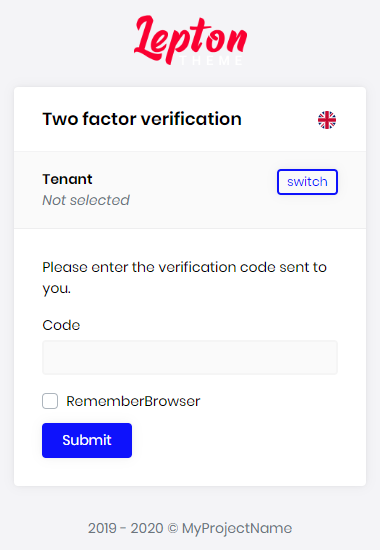 Lepton
THEME
Two factor verification
Tenant
switch
Not selected
Please enter the verification code sent to
you.
Code
RememberBrowser
Submit
2019 - 2020 © MyProjectName